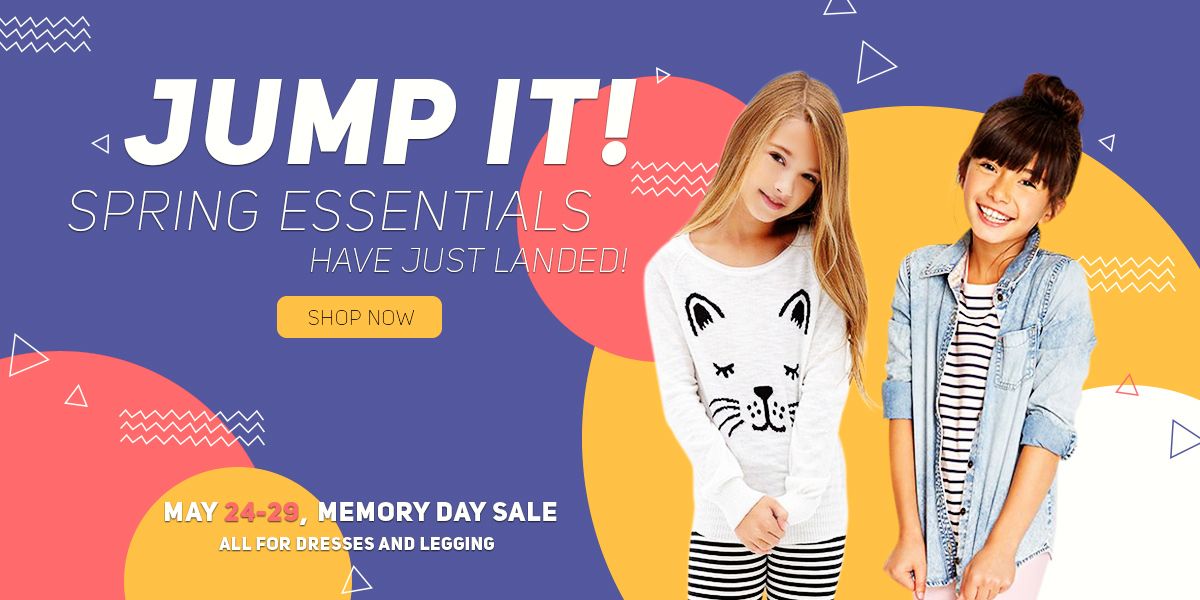 JUMP IT!
SPRING ESSENTIALS
HAVE JUST LANDED!
SHOP NOW
MAY 24-29, MEMORY DAY SALE
ALL FOR DRESSES AND LEGGING